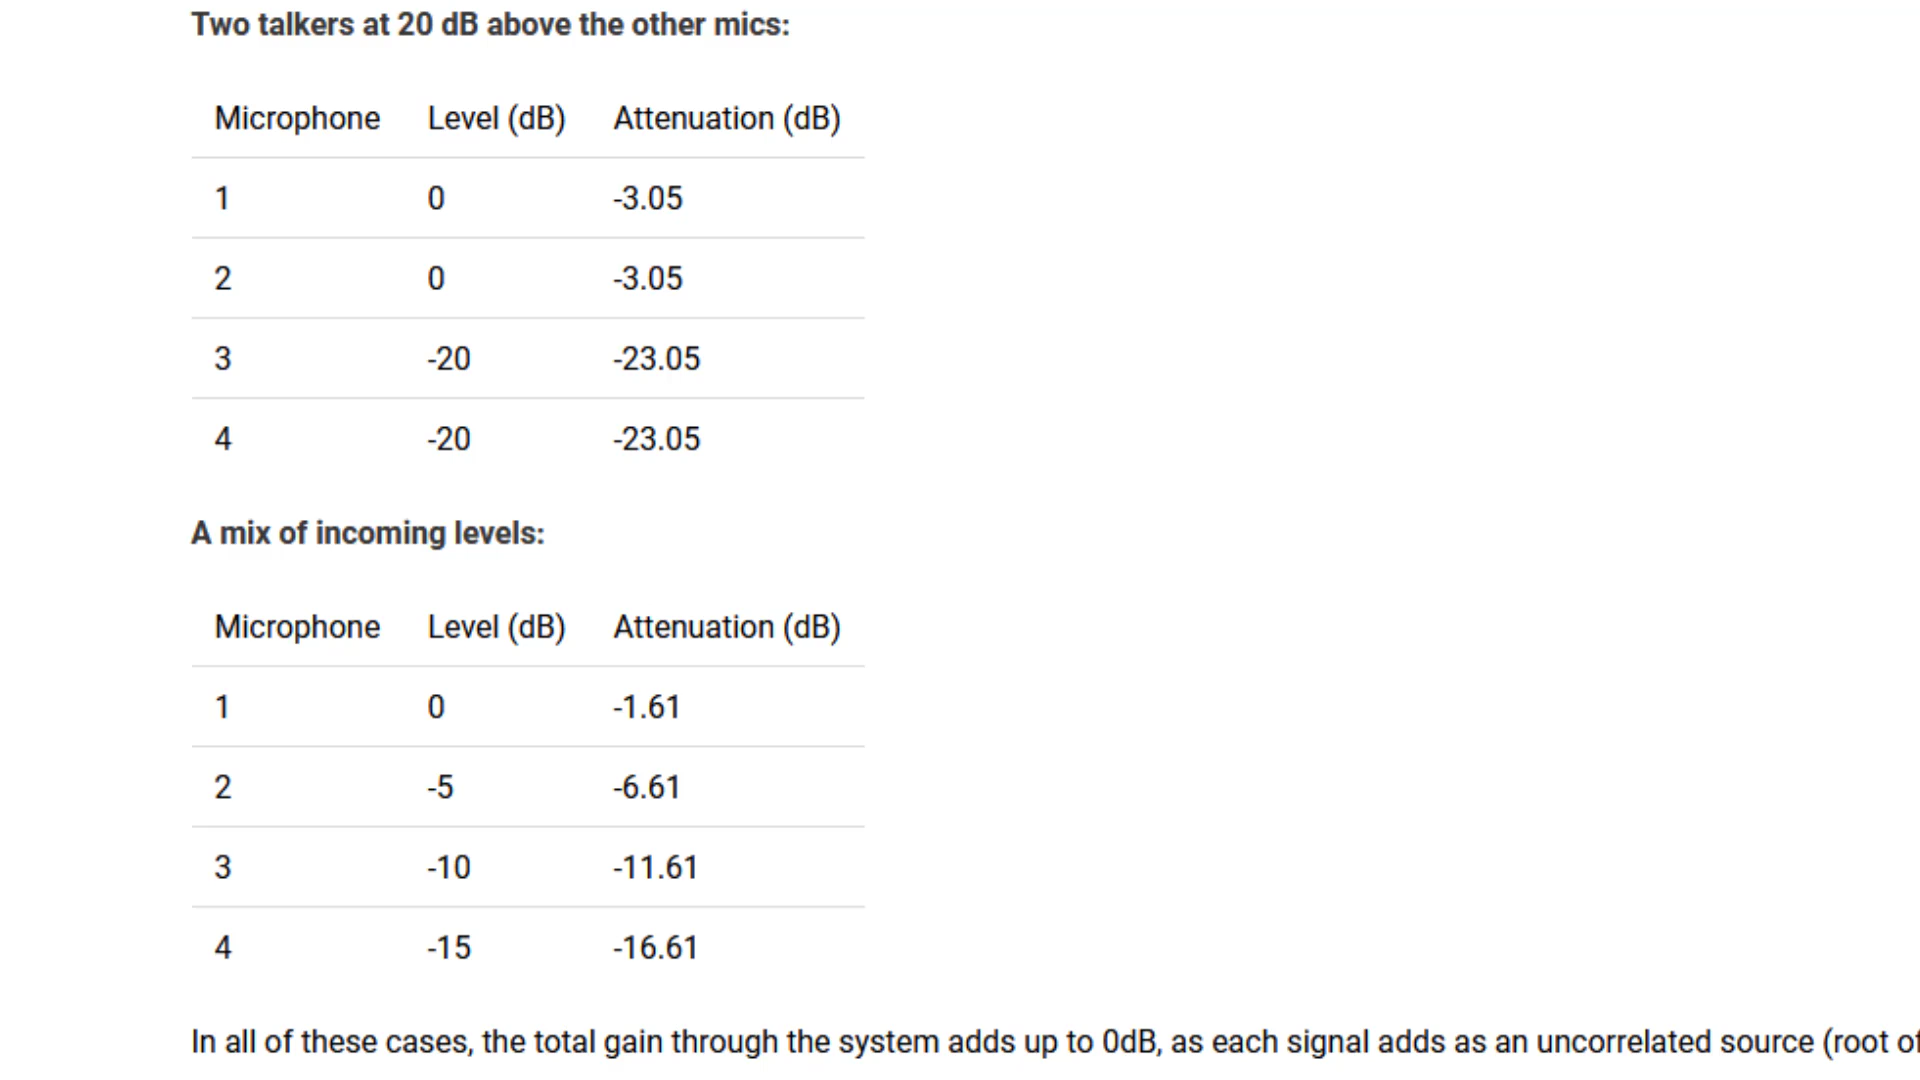 Two talkers at 20 dB above the other mics:
Microphone Level (dB) Attenuation (dB)
1 0 -3.05
2 0 -3.05
3 -20 -23.05
4 -20 -23.05
A mix of incoming levels:
Microphone Level (dB) Attenuation (dB)
1 0 -1.61
2 -5 -6.61
3 -10 -11.61
4 -15 -16.61
In all of these cases, the total gain through the system adds up to 0dB, as each signal adds as an uncorrelated source (root of